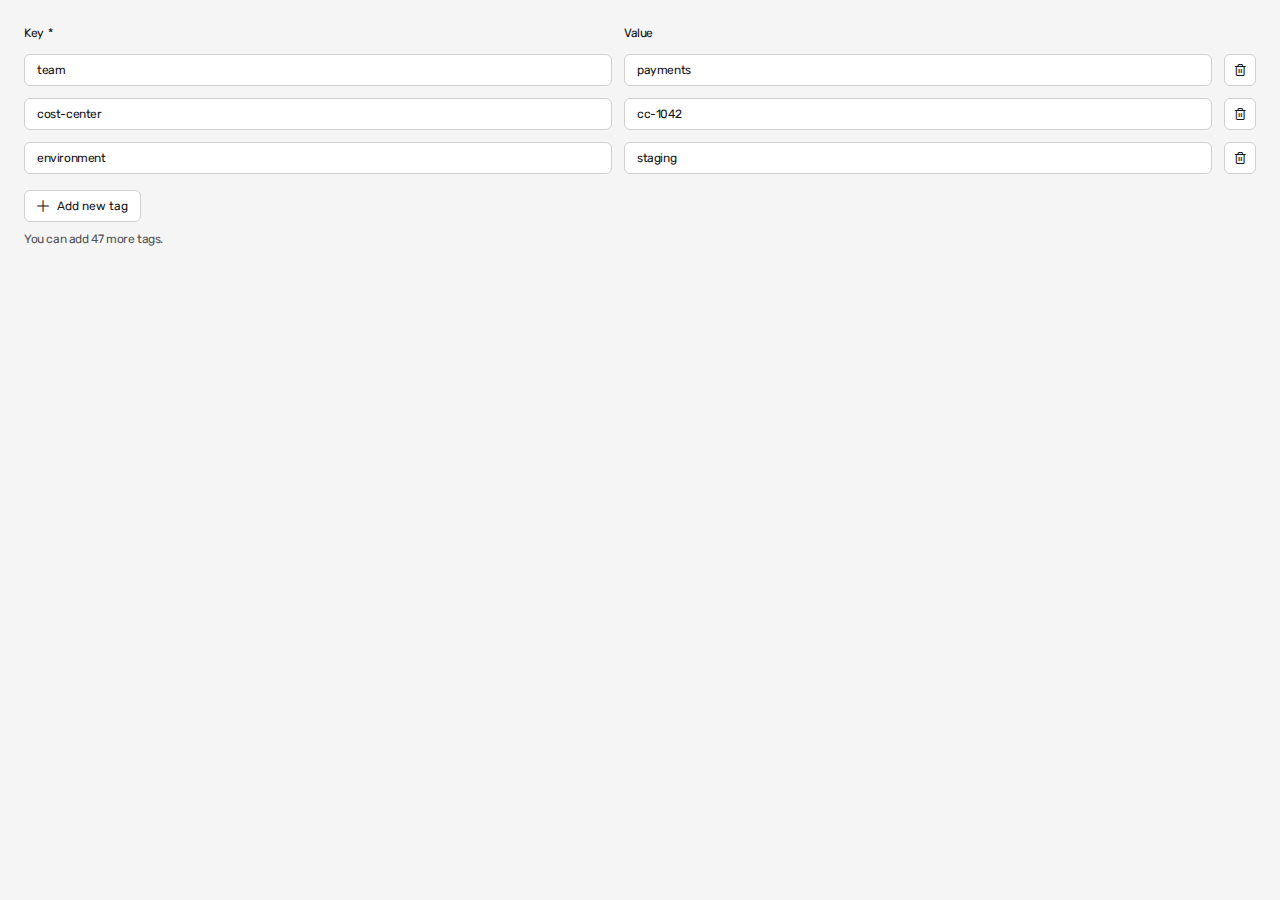 Key * Value
team payments
cost-center cc-1042
environment staging
Add new tag
You can add 47 more tags.